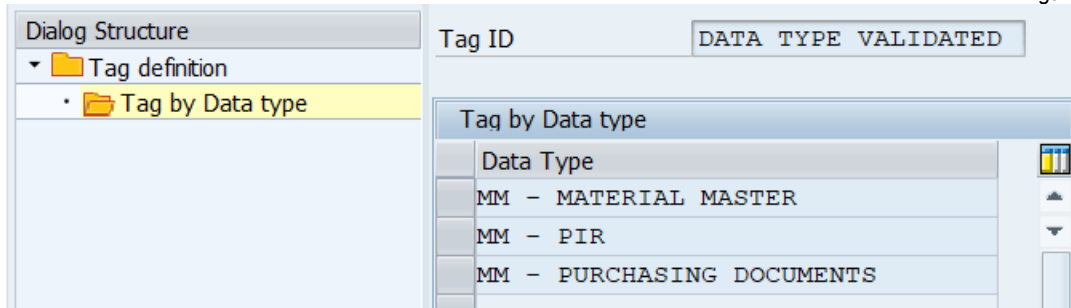 Dialog Structure
Tag definition
Tag by Data type
Tag ID DATA TYPE VALIDATED
Tag by Data type
Data Type
MM - MATERIAL MASTER
MM - PIR
MM - PURCHASING DOCUMENTS